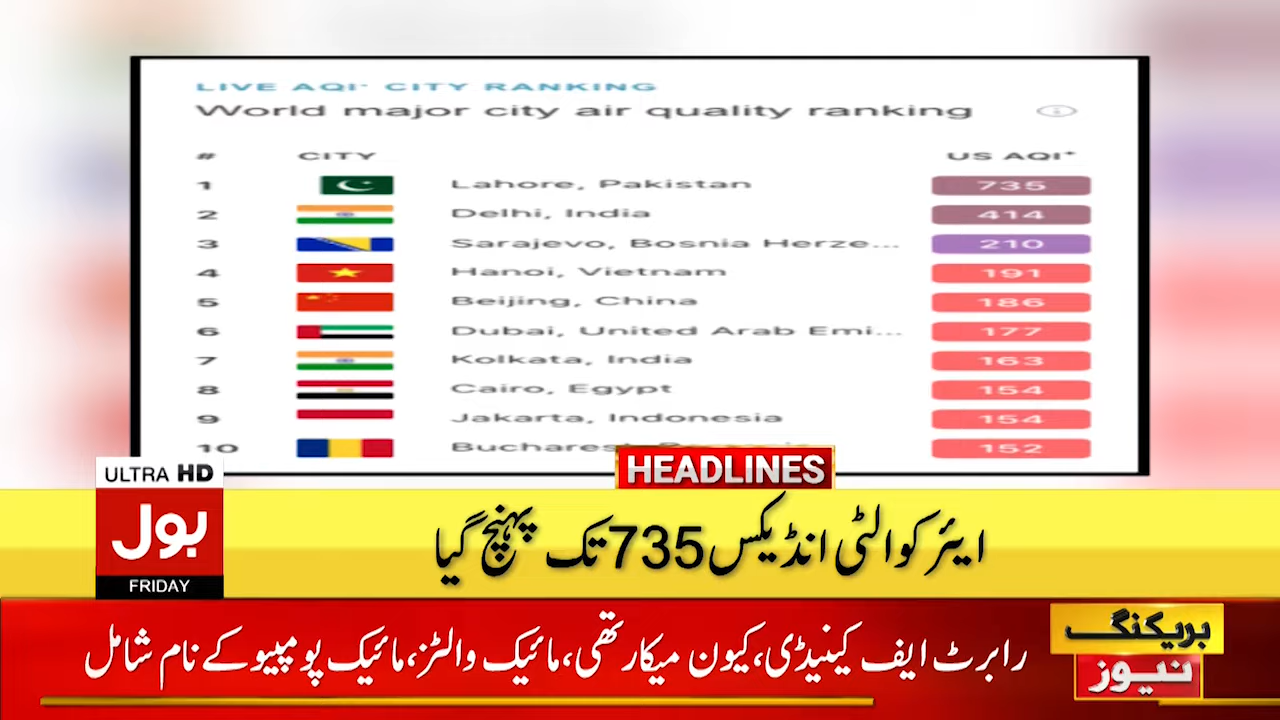 LIVE AQI* CITY RANKING
World major city air quality ranking
# CITY US AQI*
1 Lahore, Pakistan 735
2 Delhi, India 414
3 Sarajevo, Bosnia Herze... 210
4 Hanoi, Vietnam 191
5 Beijing, China 186
6 Dubai, United Arab Emi... 177
7 Kolkata, India 163
8 Cairo, Egypt 154
9 Jakarta, Indonesia 154
10 Bucharest, 152
HEADLINES
ULTRA HD
بول
FRIDAY
ایئر کوالٹی انڈیکس 735 تک پہنچ گیا
بریکنگ
نیوز
رابرٹ ایف کینیڈی، کیون میکارتھی، مائیک والٹز، مائیک پومپیو کے نام شامل